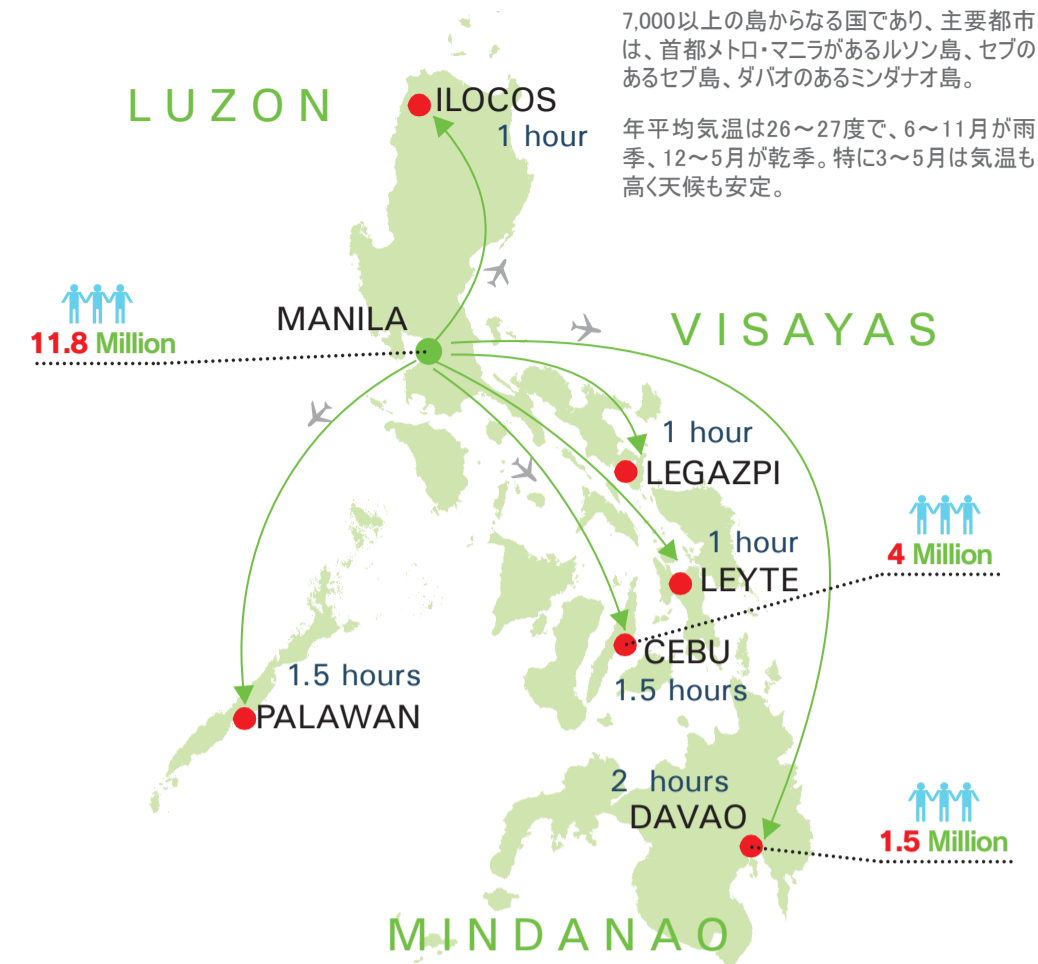 7,000以上の島からなる国であり、主要都市
は、首都メトロ・マニラがあるルソン島、セブの
あるセブ島、ダバオのあるミンダナオ島。
年平均気温は26～27度で、6～11月が雨
季、12～5月が乾季。特に3～5月は気温も
高く天候も安定。
LUZON
ILOCOS
1 hour
MANILA
11.8 Million
VISAYAS
1 hour
LEGAZPI
4 Million
1 hour
LEYTE
CEBU
1.5 hours
1.5 hours
PALAWAN
2 hours
DAVAO
1.5 Million
MINDANAO